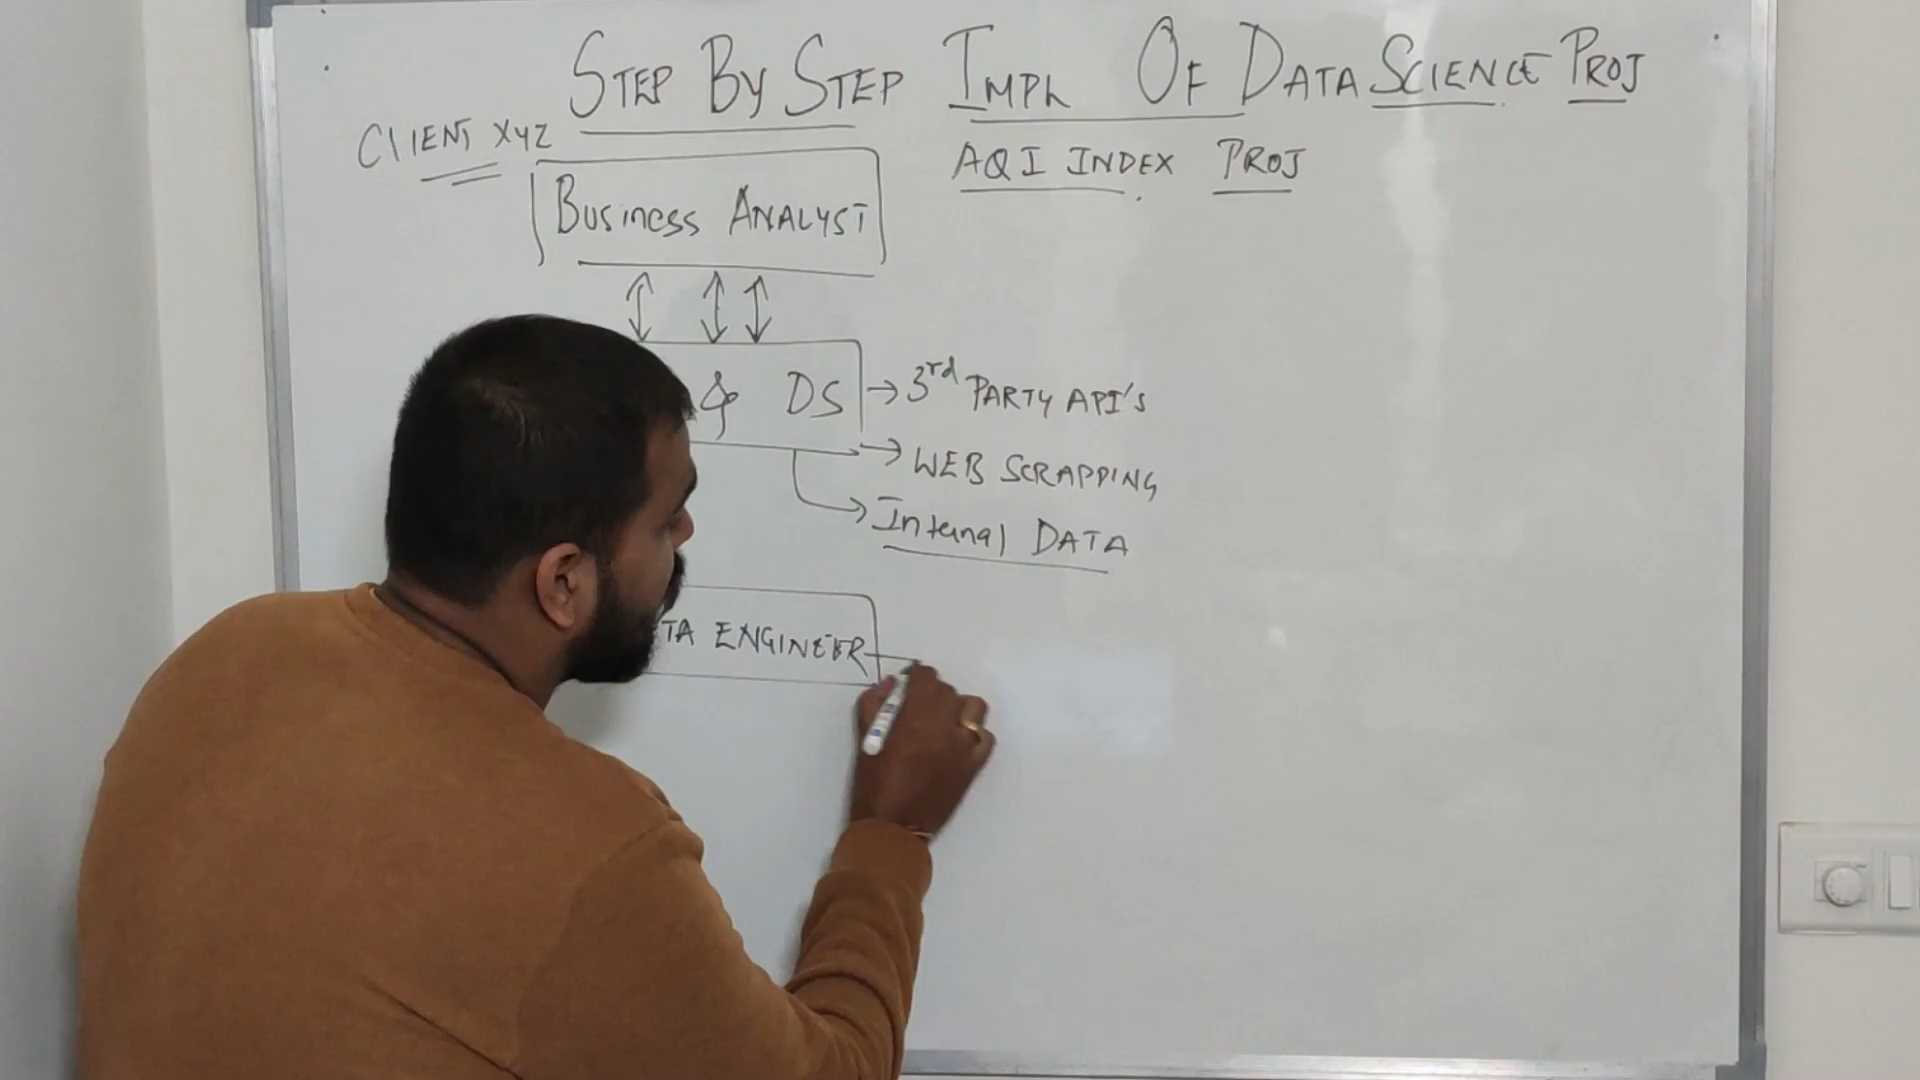 STEP BY STEP IMPL OF DATA SCIENCE PROJ
CLIENT XYZ
AQI INDEX PROJ
Business ANALYST
& DS → 3rd PARTY API'S
→ WEB SCRAPPING
→ Internal DATA
TA ENGINEER